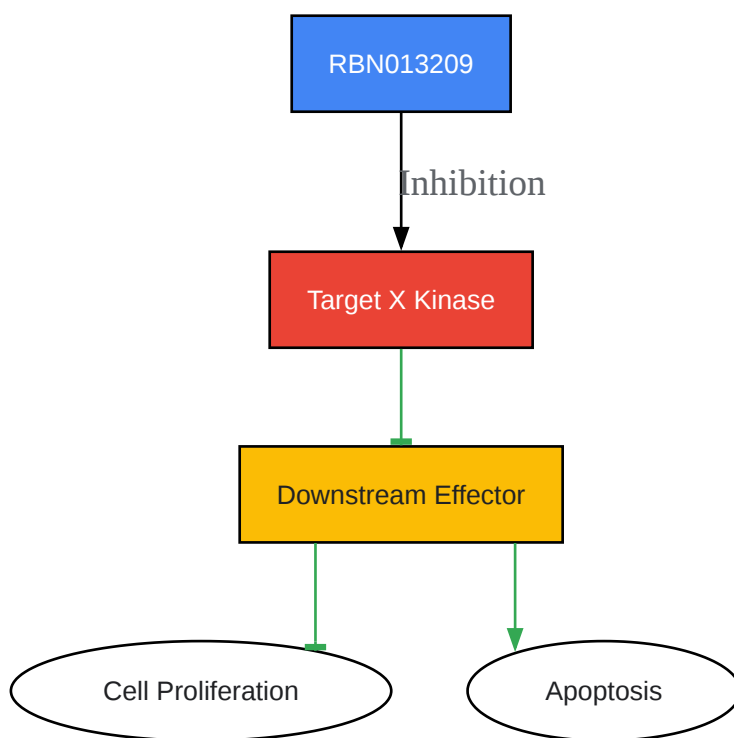 RBN013209
Inhibition
Target X Kinase
Downstream Effector
Cell Proliferation
Apoptosis